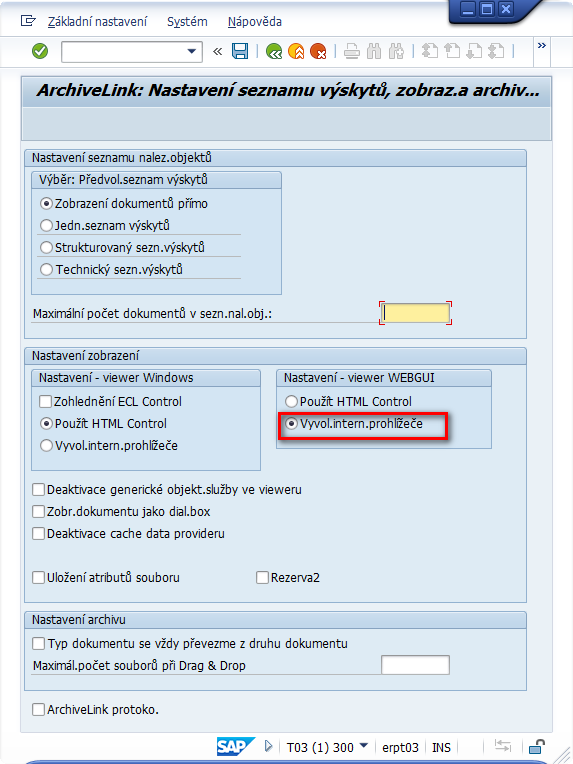 Základní nastavení Systém Nápověda
ArchiveLink: Nastavení seznamu výskytů, zobraz.a archiv...
Nastavení seznamu nalez.objektů
Výběr: Předvol.seznam výskytů
Zobrazení dokumentů přímo
Jedn.seznam výskytů
Strukturovaný sezn.výskytů
Technický sezn.výskytů
Maximální počet dokumentů v sezn.nal.obj.:
Nastavení zobrazení
Nastavení - viewer Windows
Zohlednění ECL Control
Použít HTML Control
Vyvol.intern.prohlížeče
Nastavení - viewer WEBGUI
Použít HTML Control
Vyvol.intern.prohlížeče
Deaktivace generické objekt.služby ve vieweru
Zobr.dokumentu jako dial.box
Deaktivace cache data provideru
Uložení atributů souboru Rezerva2
Nastavení archivu
Typ dokumentu se vždy převezme z druhu dokumentu
Maximál.počet souborů při Drag & Drop
ArchiveLink protoko.
SAP T03 (1) 300 erpt03 INS